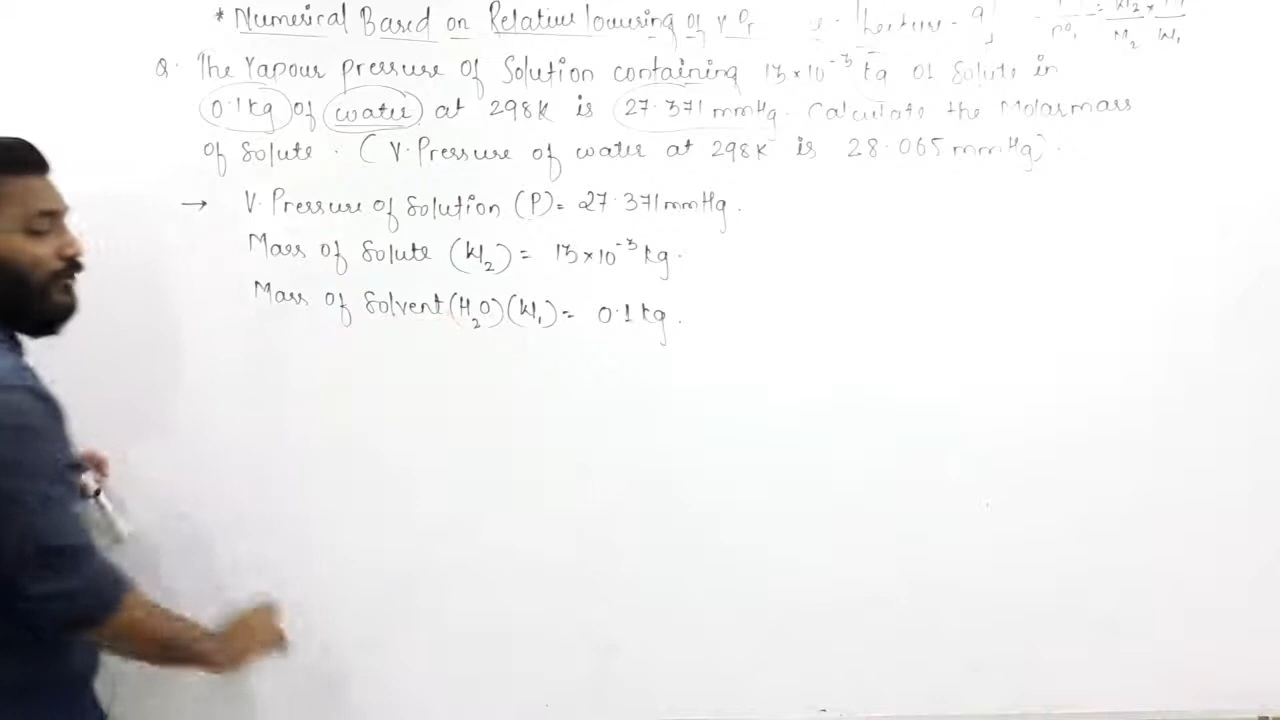 * Numerical Based on Relative lowering of V Pr [Lecture - 9]
Q. The Vapour pressure of Solution containing 13×10⁻³ kg of Solute in
0.1 kg of water at 298K is 27.371 mmHg. Calculate the Molarmass
of Solute. (V.Pressure of water at 298K is 28.065 mmHg).
→ V.Pressure of Solution (P) = 27.371 mmHg.
Mass of Solute (W₂) = 13×10⁻³ kg.
Mass of Solvent (H₂O) (W₁) = 0.1 kg.